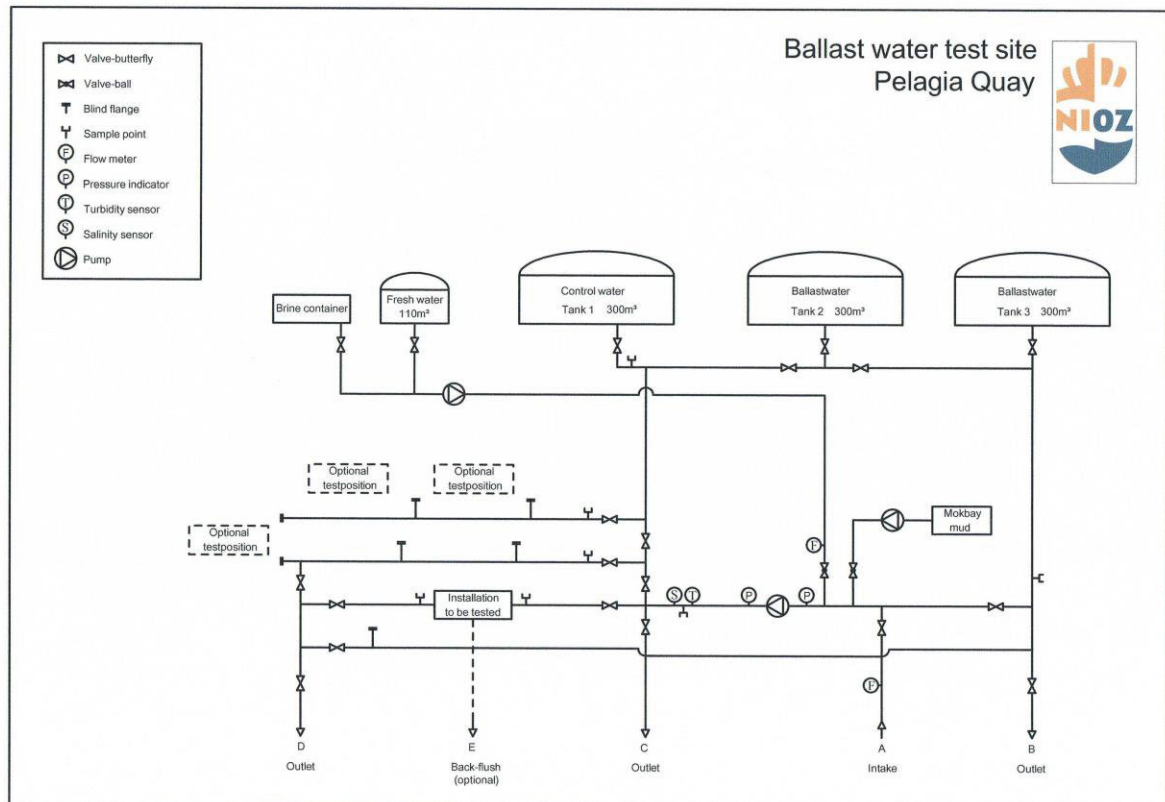 Ballast water test site
Pelagia Quay
NIOZ
Valve-butterfly
Valve-ball
Blind flange
Sample point
F Flow meter
P Pressure indicator
T Turbidity sensor
S Salinity sensor
Pump
Brine container
Fresh water
110m³
Control water
Tank 1 300m³
Ballastwater
Tank 2 300m³
Ballastwater
Tank 3 300m³
Optional
testposition
Optional
testposition
Optional
testposition
Mokbay
mud
F
Installation
to be tested
S
T
P
P
F
D
Outlet
E
Back-flush
(optional)
C
Outlet
A
Intake
B
Outlet